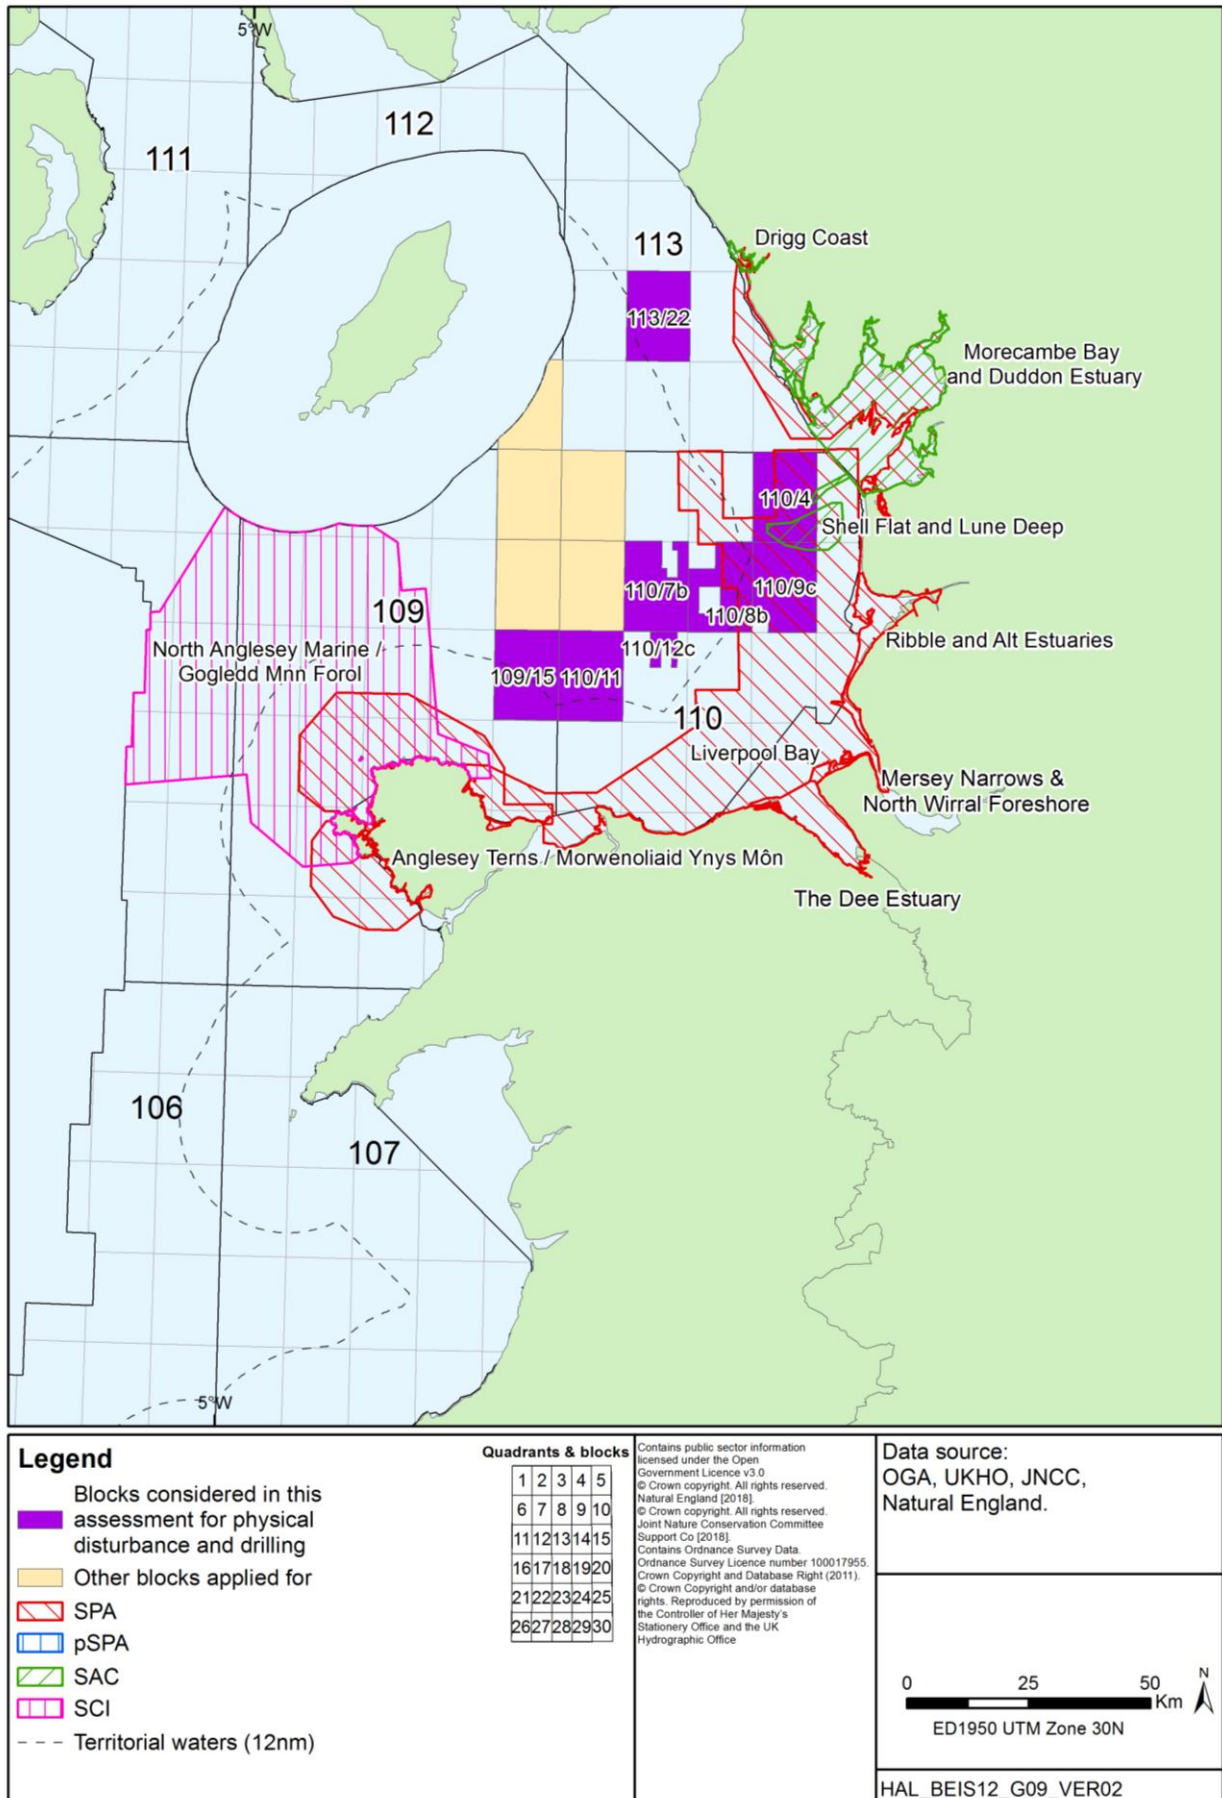 5°W
112
111
113
Drigg Coast
113/22
Morecambe Bay
and Duddon Estuary
110/4
Shell Flat and Lune Deep
110/7b
110/9c
109
110/8b
Ribble and Alt Estuaries
North Anglesey Marine /
Gogledd Mnn Forol
110/12c
109/15
110/11
110
Liverpool Bay
Mersey Narrows &
North Wirral Foreshore
Anglesey Terns / Morwenoliaid Ynys Môn
The Dee Estuary
106
107
5°W
Legend
Blocks considered in this
assessment for physical
disturbance and drilling
Other blocks applied for
SPA
pSPA
SAC
SCI
Territorial waters (12nm)
Quadrants & blocks
1 2 3 4 5
6 7 8 9 10
11 12 13 14 15
16 17 18 19 20
21 22 23 24 25
26 27 28 29 30
Contains public sector information
licensed under the Open
Government Licence v3.0
© Crown copyright. All rights reserved.
Natural England [2018].
© Crown copyright. All rights reserved.
Joint Nature Conservation Committee
Support Co [2018].
Contains Ordnance Survey Data.
Ordnance Survey Licence number 100017955.
Crown Copyright and Database Right (2011).
© Crown Copyright and/or database
rights. Reproduced by permission of
the Controller of Her Majesty's
Stationery Office and the UK
Hydrographic Office
Data source:
OGA, UKHO, JNCC,
Natural England.
0 25 50
Km
N
ED1950 UTM Zone 30N
HAL_BEIS12_G09_VER02